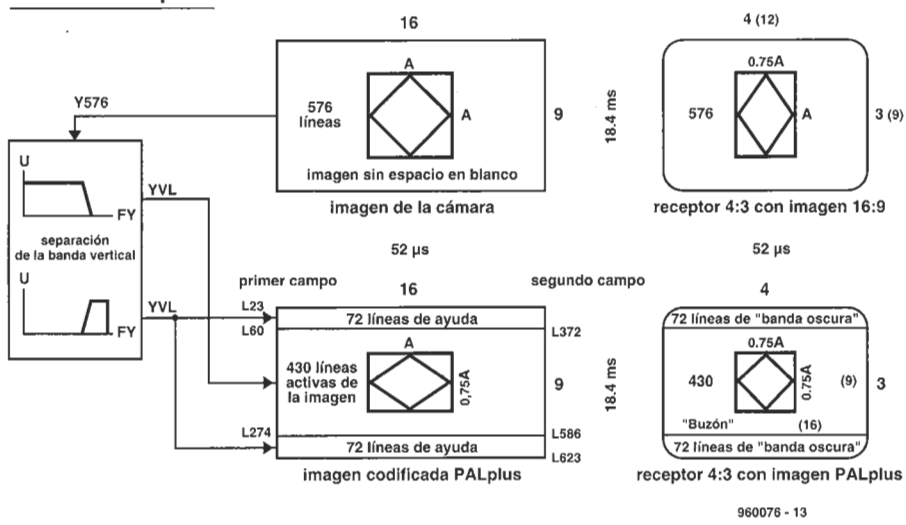 16
4 (12)
Y576
A
576
líneas
A
9
imagen sin espacio en blanco
imagen de la cámara
18.4 ms
0.75A
576
A
3 (9)
receptor 4:3 con imagen 16:9
U
FY
YVL
separación
de la banda vertical
U
FY
YVL
52 µs
52 µs
primer campo
16
segundo campo
4
L23
L60
72 líneas de ayuda
L372
A
430 líneas
activas de
la imagen
0,75A
9
18.4 ms
L274
72 líneas de ayuda
L586
L623
imagen codificada PALplus
72 líneas de "banda oscura"
0.75A
430
0.75A
(9)
3
"Buzón"
(16)
72 líneas de "banda oscura"
receptor 4:3 con imagen PALplus
960076 - 13